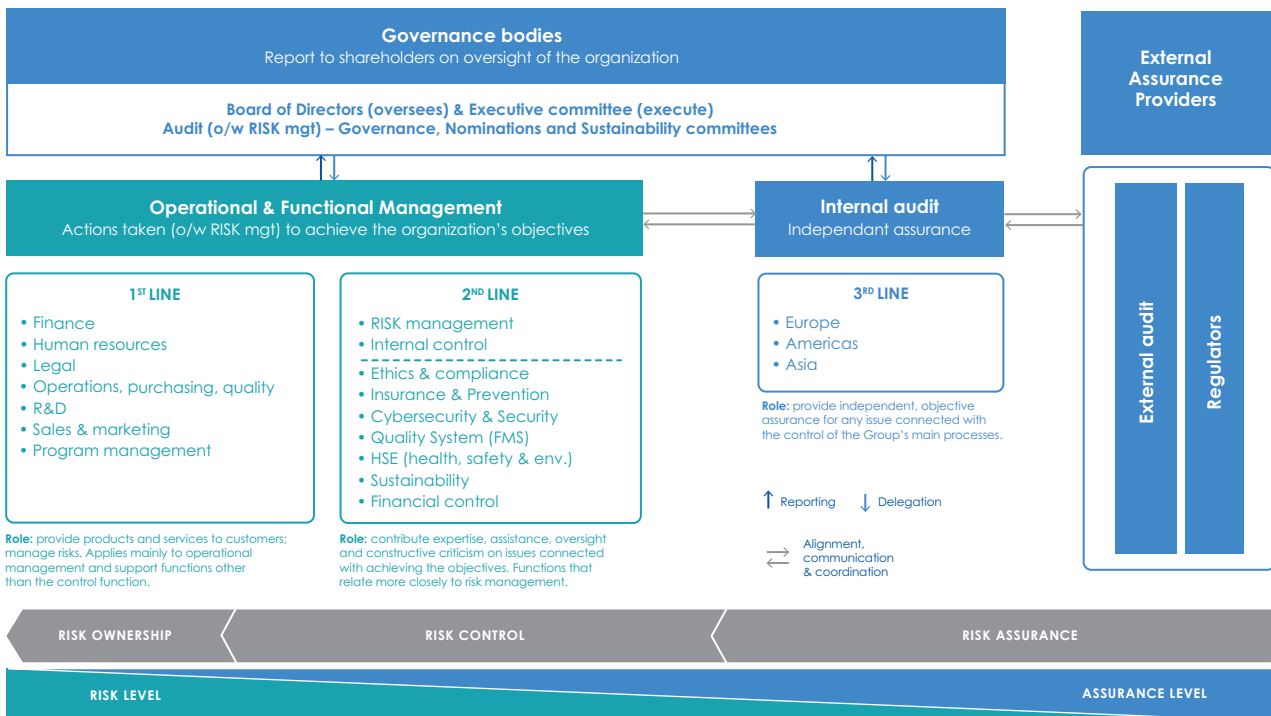 Governance bodies
Report to shareholders on oversight of the organization
Board of Directors (oversees) & Executive committee (execute)
Audit (o/w RISK mgt) – Governance, Nominations and Sustainability committees
External
Assurance
Providers
Operational & Functional Management
Actions taken (o/w RISK mgt) to achieve the organization's objectives
Internal audit
Independant assurance
1ST LINE
• Finance
• Human resources
• Legal
• Operations, purchasing, quality
• R&D
• Sales & marketing
• Program management
Role: provide products and services to customers;
manage risks. Applies mainly to operational
management and support functions other
than the control function.
2ND LINE
• RISK management
• Internal control
• Ethics & compliance
• Insurance & Prevention
• Cybersecurity & Security
• Quality System (FMS)
• HSE (health, safety & env.)
• Sustainability
• Financial control
Role: contribute expertise, assistance, oversight
and constructive criticism on issues connected
with achieving the objectives. Functions that
relate more closely to risk management.
3RD LINE
• Europe
• Americas
• Asia
Role: provide independent, objective
assurance for any issue connected with
the control of the Group's main processes.
Reporting
Delegation
Alignment,
communication
& coordination
External audit
Regulators
RISK OWNERSHIP
RISK CONTROL
RISK ASSURANCE
RISK LEVEL
ASSURANCE LEVEL